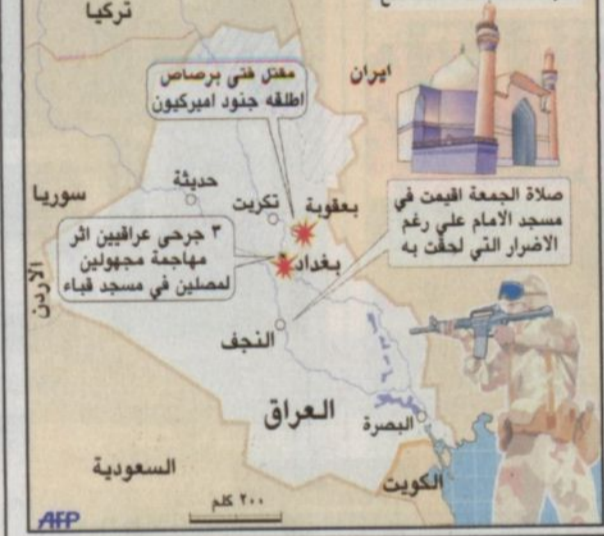 تركيا
مقتل فتى برصاص
اطلقه جنود اميركيون
ايران
صلاة الجمعة اقيمت في
مسجد الامام علي رغم
الاضرار التي لحقت به
سوريا
حديثة
تكريت
بعقوبة
٣ جرحى عراقيين اثر
مهاجمة مجهولين
لمصلين في مسجد قباء
بغداد
الاردن
النجف
العراق
البصرة
السعودية
الكويت
٢٠٠ كلم
AFP